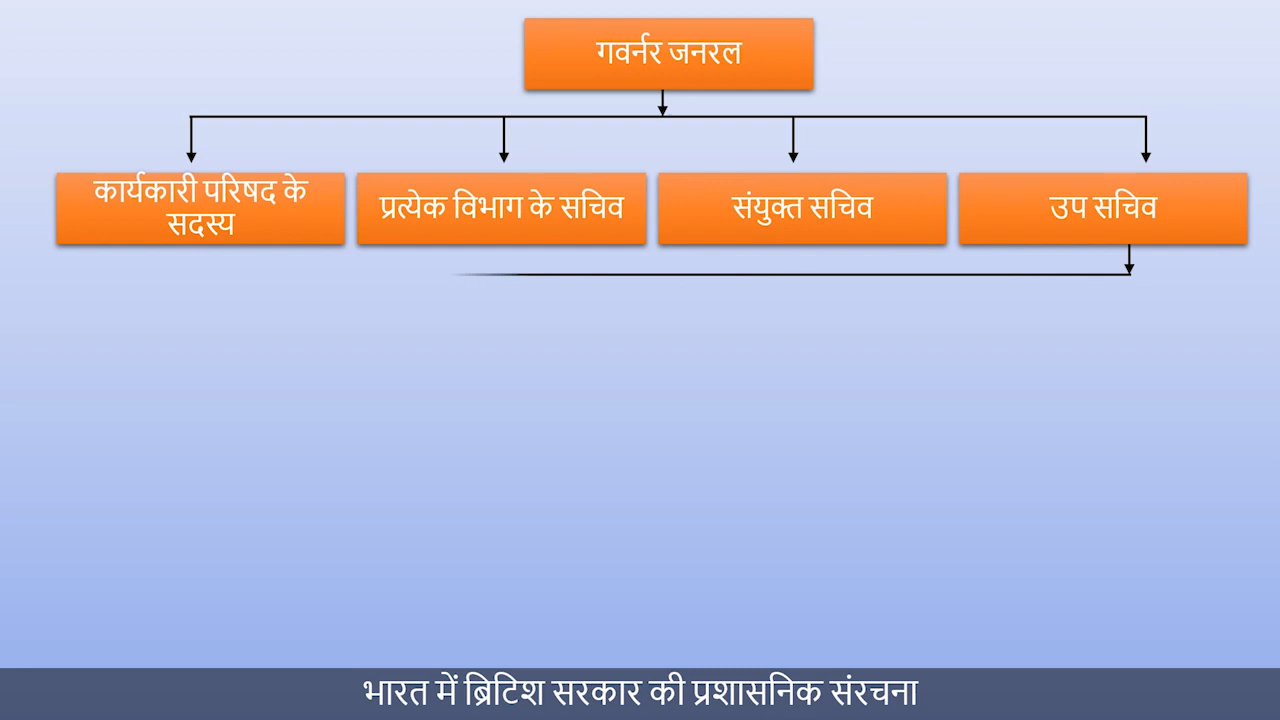 गवर्नर जनरल
कार्यकारी परिषद के
सदस्य
प्रत्येक विभाग के सचिव
संयुक्त सचिव
उप सचिव
भारत में ब्रिटिश सरकार की प्रशासनिक संरचना